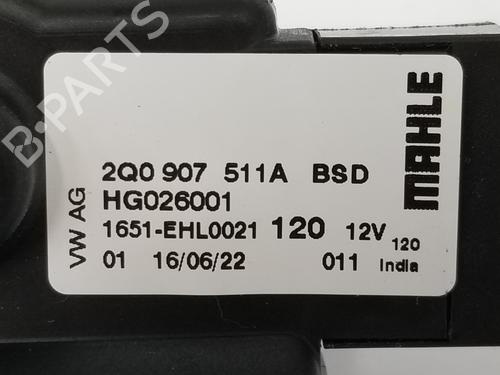 2Q0 907 511A BSD
HG026001
1651-EHL0021 120 12V 120
01 16/06/22 011 India
VW AG
MAHLE
B-PARTS